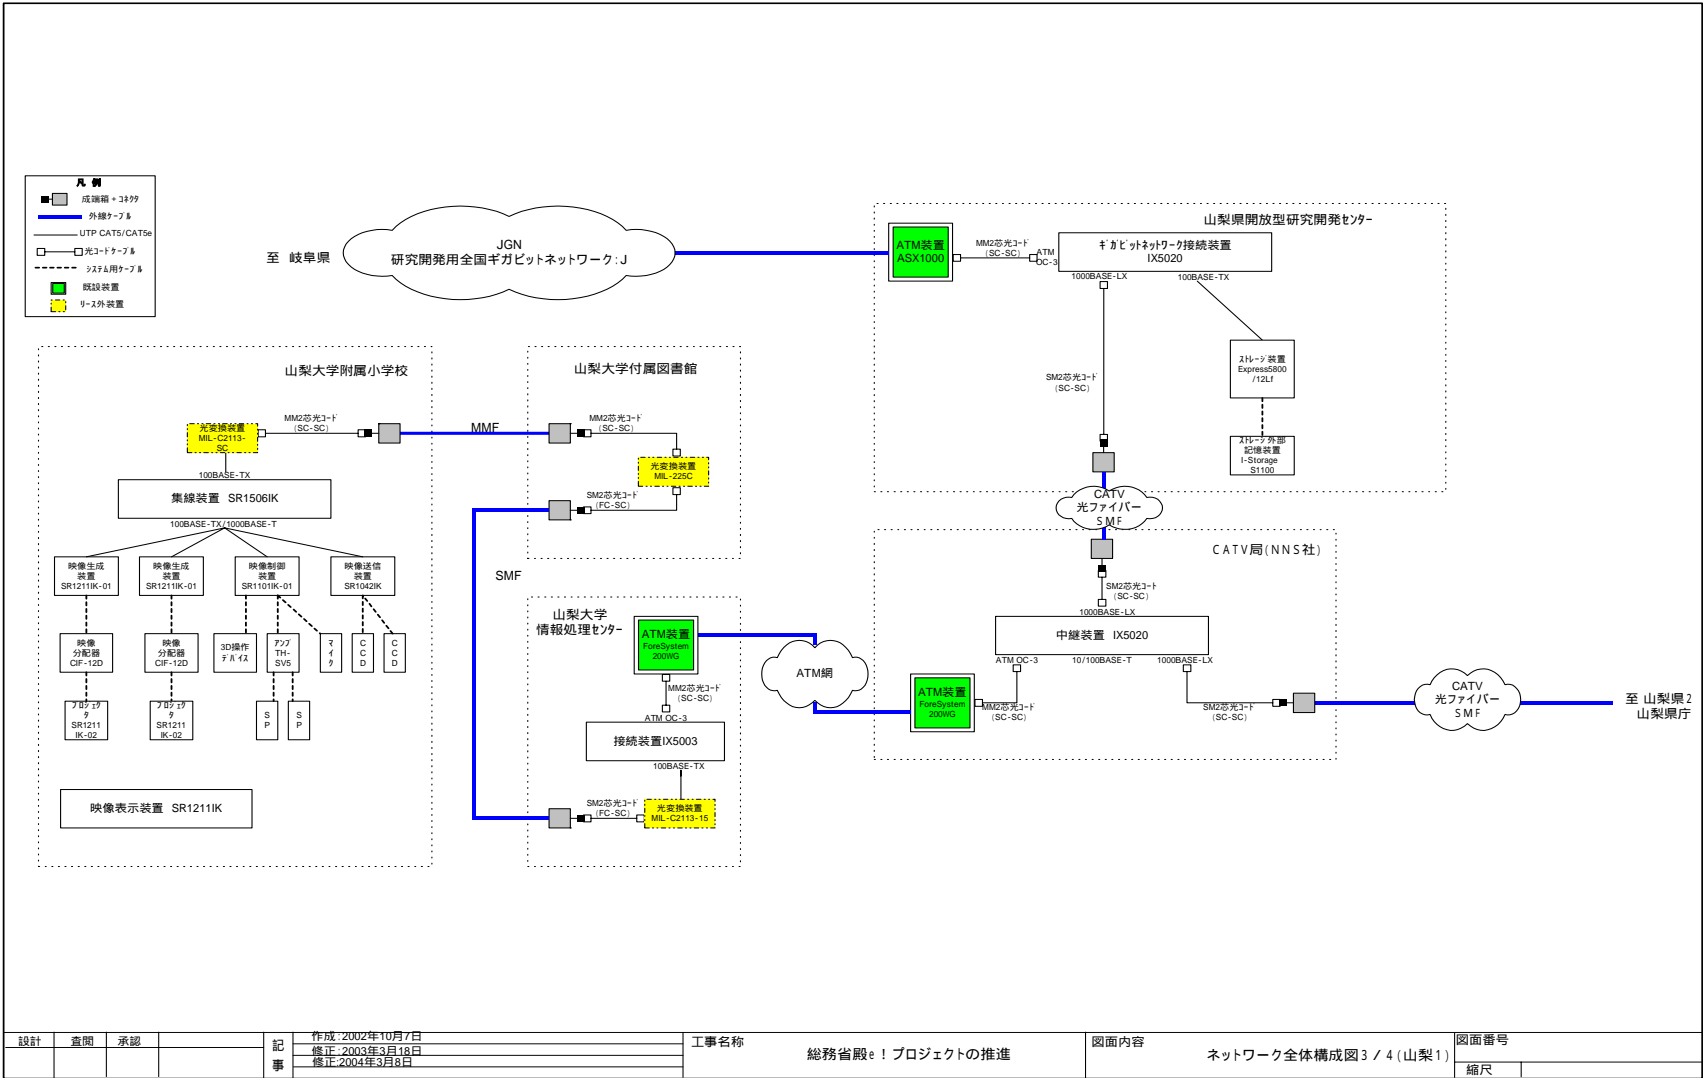 凡 例
成端箱+ｺﾈｸﾀ
外線ｹｰﾌﾞﾙ
UTP CAT5/CAT5e
光ｺｰﾄﾞｹｰﾌﾞﾙ
ｼｽﾃﾑ用ｹｰﾌﾞﾙ
既設装置
ﾘｰｽ外装置
至 岐阜県
JGN
研究開発用全国ギガビットネットワーク:J
山梨県開放型研究開発ｾﾝﾀｰ
ATM装置
ASX1000
MM2芯光ｺｰﾄﾞ
(SC-SC)
ATM
OC-3
ｷﾞｶﾞﾋﾞｯﾄﾈｯﾄﾜｰｸ接続装置
IX5020
1000BASE-LX
100BASE-TX
SM2芯光ｺｰﾄﾞ
(SC-SC)
ｽﾄﾚｰｼﾞ装置
Express5800
/12Lf
ｽﾄﾚｰｼﾞ外部
記憶装置
I-Storage
S1100
CATV
光ファイバー
SMF
山梨大学附属小学校
光変換装置
MIL-C2113-
SC
MM2芯光ｺｰﾄﾞ
(SC-SC)
100BASE-TX
集線装置 SR1506IK
100BASE-TX/1000BASE-T
映像生成
装置
SR1211IK-01
映像生成
装置
SR1211IK-01
映像制御
装置
SR1101IK-01
映像送信
装置
SR1042IK
映像
分配器
CIF-12D
映像
分配器
CIF-12D
3D操作
ﾃﾞﾊﾞｲｽ
ｱﾝﾌﾟ
TH-
SV5
マイク
CCD
CCD
ﾌﾟﾛｼﾞｪｸ
ﾀ
SR1211
IK-02
ﾌﾟﾛｼﾞｪｸ
ﾀ
SR1211
IK-02
SP
SP
映像表示装置 SR1211IK
MMF
山梨大学付属図書館
MM2芯光ｺｰﾄﾞ
(SC-SC)
光変換装置
MIL-225C
SM2芯光ｺｰﾄﾞ
(FC-SC)
SMF
山梨大学
情報処理ｾﾝﾀｰ
ATM装置
ForeSystem
200WG
MM2芯光ｺｰﾄﾞ
(SC-SC)
ATM OC-3
接続装置IX5003
100BASE-TX
SM2芯光ｺｰﾄﾞ
(FC-SC)
光変換装置
MIL-C2113-15
ATM網
CATV局(NNS社)
SM2芯光ｺｰﾄ
(SC-SC)
1000BASE-LX
中継装置 IX5020
ATM OC-3
10/100BASE-T
1000BASE-LX
ATM装置
ForeSystem
200WG
MM2芯光ｺｰﾄﾞ
(SC-SC)
SM2芯光ｺｰﾄﾞ
(SC-SC)
CATV
光ファイバー
SMF
至 山梨県2
山梨県庁
設計
査閲
承認
記事
作成:2002年10月7日
修正:2003年3月18日
修正:2004年3月8日
工事名称
総務省殿e!プロジェクトの推進
図面内容
ネットワーク全体構成図3/4(山梨1)
図面番号
縮尺